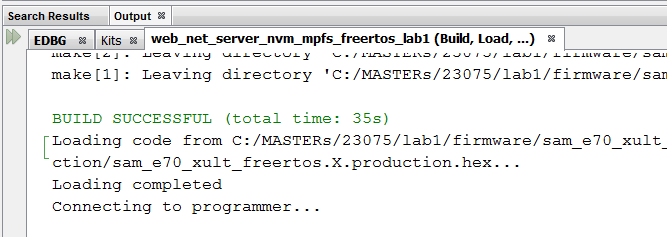 Search Results Output
EDBG Kits web_net_server_nvm_mpfs_freertos_lab1 (Build, Load, ...)
make[2]: Leaving directory 'C:/MASTERs/23075/lab1/firmware/sam
make[1]: Leaving directory 'C:/MASTERs/23075/lab1/firmware/sam
BUILD SUCCESSFUL (total time: 35s)
Loading code from C:/MASTERs/23075/lab1/firmware/sam_e70_xult_
ction/sam_e70_xult_freertos.X.production.hex...
Loading completed
Connecting to programmer...